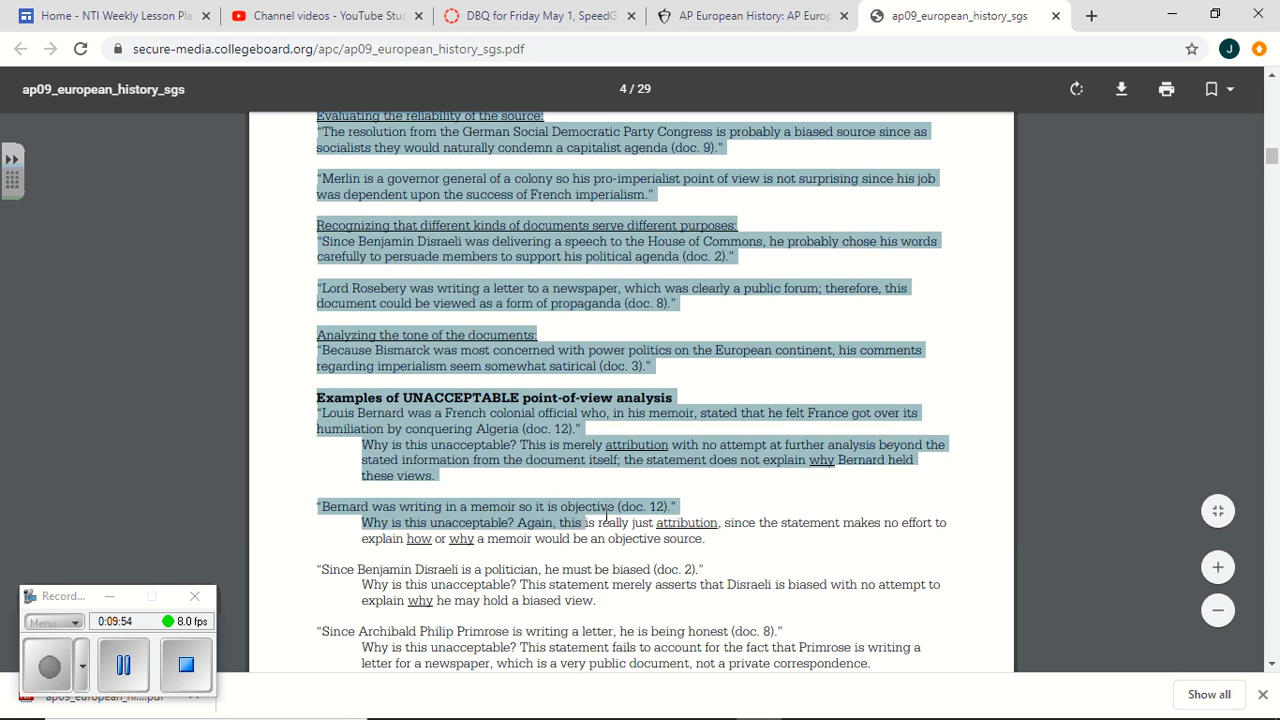 Home - NTI Weekly Lesson Pla
Channel videos - YouTube Stu
DBQ for Friday May 1, SpeedG
AP European History: AP Europ
ap09_european_history_sgs
secure-media.collegeboard.org/apc/ap09_european_history_sgs.pdf
J
ap09_european_history_sgs
4 / 29
Evaluating the reliability of the source:
“The resolution from the German Social Democratic Party Congress is probably a biased source since as
socialists they would naturally condemn a capitalist agenda (doc. 9).”
“Merlin is a governor general of a colony so his pro-imperialist point of view is not surprising since his job
was dependent upon the success of French imperialism.”
Recognizing that different kinds of documents serve different purposes:
“Since Benjamin Disraeli was delivering a speech to the House of Commons, he probably chose his words
carefully to persuade members to support his political agenda (doc. 2).”
“Lord Rosebery was writing a letter to a newspaper, which was clearly a public forum; therefore, this
document could be viewed as a form of propaganda (doc. 8).”
Analyzing the tone of the documents:
“Because Bismarck was most concerned with power politics on the European continent, his comments
regarding imperialism seem somewhat satirical (doc. 3).”
Examples of UNACCEPTABLE point-of-view analysis
“Louis Bernard was a French colonial official who, in his memoir, stated that he felt France got over its
humiliation by conquering Algeria (doc. 12).”
Why is this unacceptable? This is merely attribution with no attempt at further analysis beyond the
stated information from the document itself; the statement does not explain why Bernard held
these views.
“Bernard was writing in a memoir so it is objective (doc. 12).”
Why is this unacceptable? Again, this is really just attribution, since the statement makes no effort to
explain how or why a memoir would be an objective source.
“Since Benjamin Disraeli is a politician, he must be biased (doc. 2).”
Why is this unacceptable? This statement merely asserts that Disraeli is biased with no attempt to
explain why he may hold a biased view.
“Since Archibald Philip Primrose is writing a letter, he is being honest (doc. 8).”
Why is this unacceptable? This statement fails to account for the fact that Primrose is writing a
letter for a newspaper, which is a very public document, not a private correspondence.
Record...
Menu
0:09:54
8.0 fps
ap09_european_hi....pdf
Show all